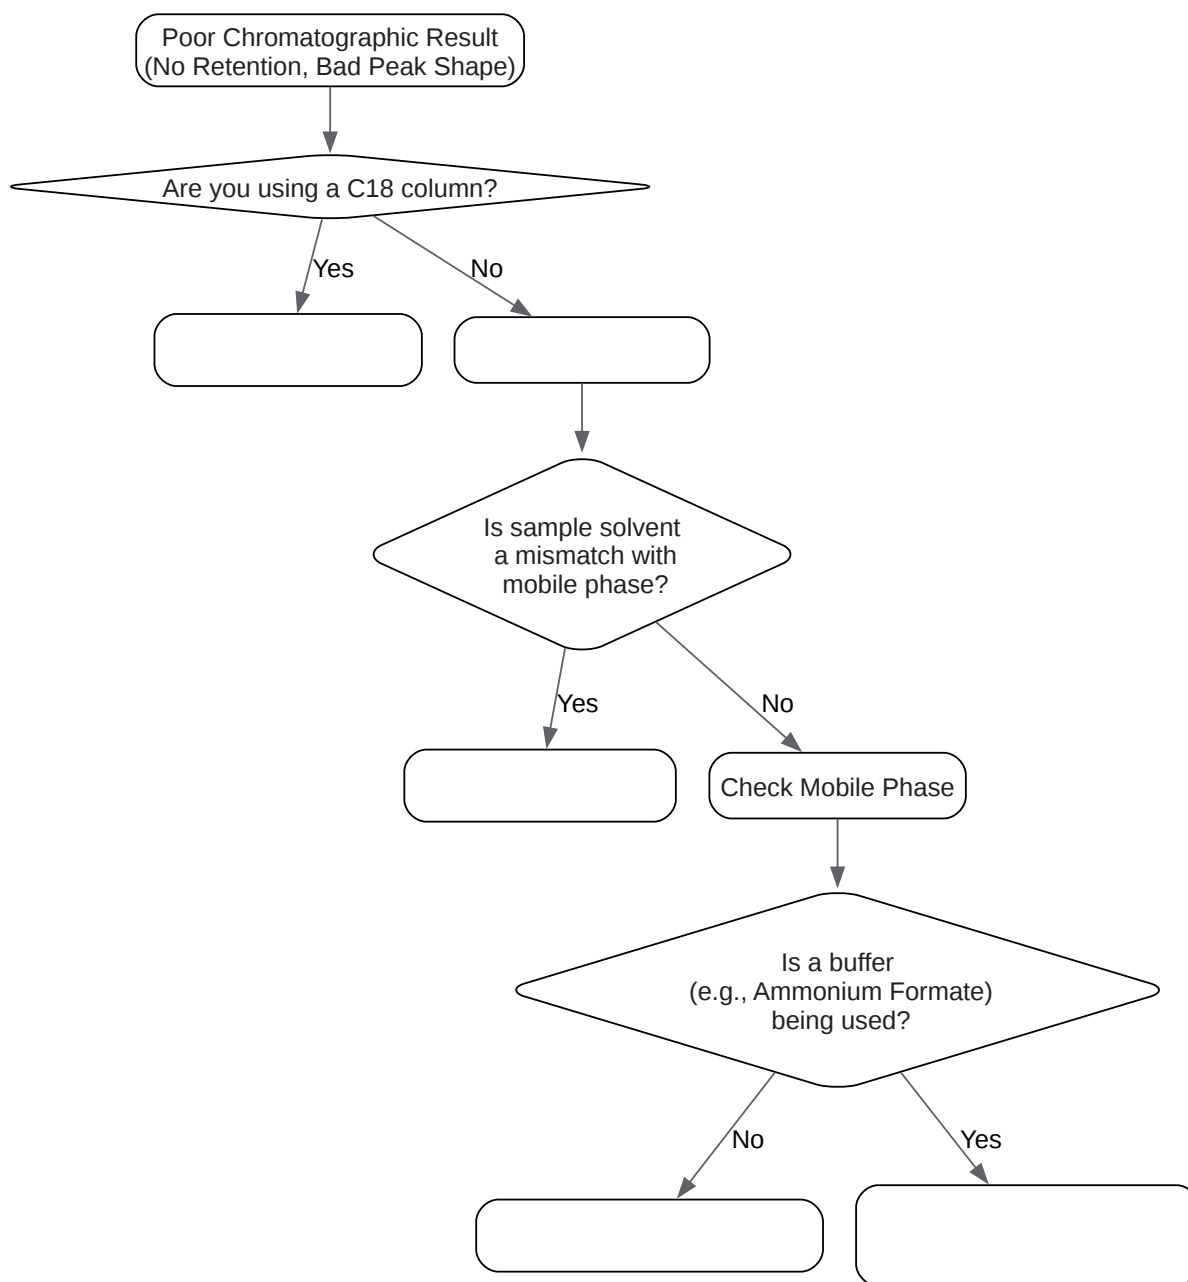 Poor Chromatographic Result
(No Retention, Bad Peak Shape)
Are you using a C18 column?
Yes
No
Is sample solvent
a mismatch with
mobile phase?
Yes
No
Check Mobile Phase
Is a buffer
(e.g., Ammonium Formate)
being used?
No
Yes